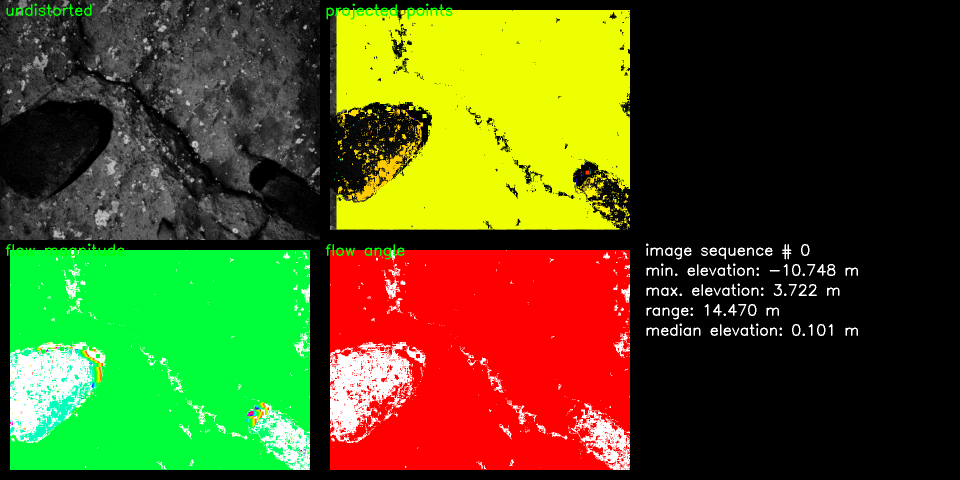 undistorted
projected points
flow magnitude
flow angle
image sequence # 0
min. elevation: -10.748 m
max. elevation: 3.722 m
range: 14.470 m
median elevation: 0.101 m